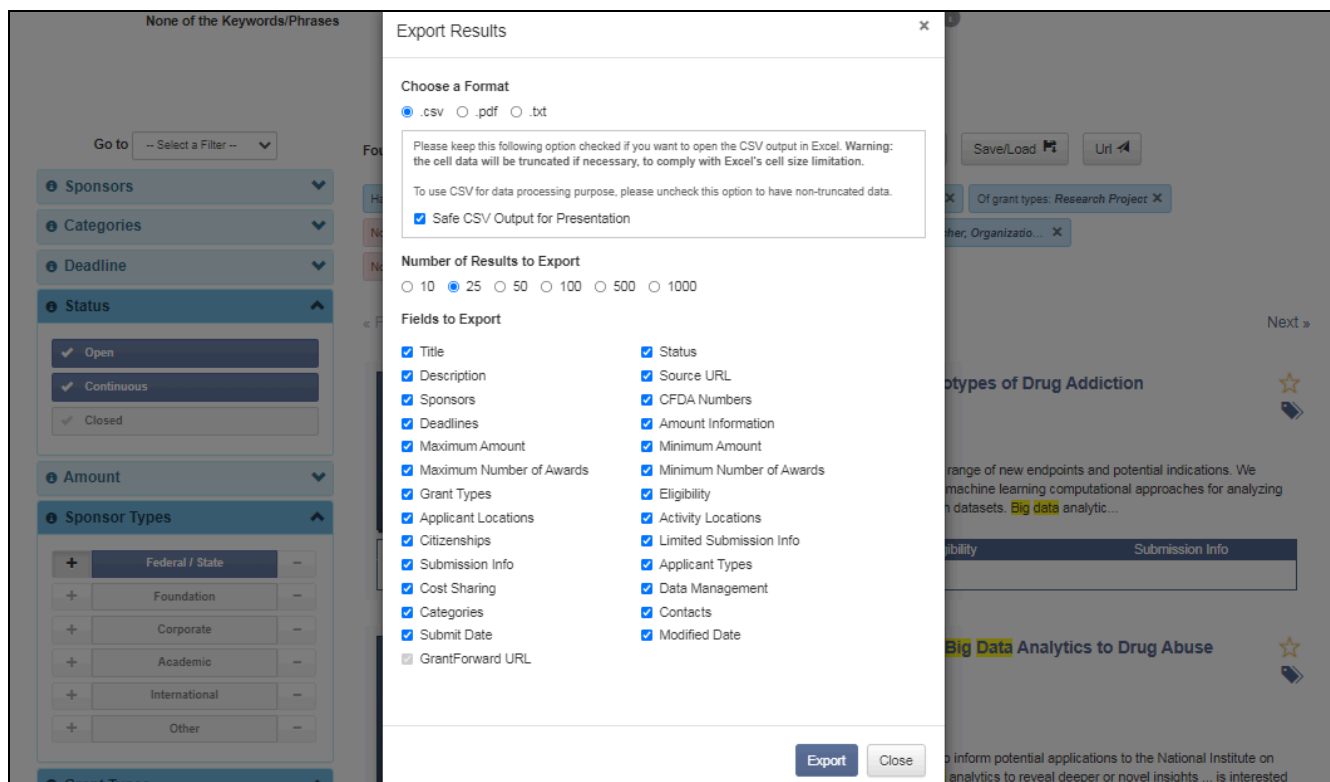 None of the Keywords/Phrases
Go to
-- Select a Filter --
Sponsors
Categories
Deadline
Status
Open
Continuous
Closed
Amount
Sponsor Types
+ Federal / State −
+ Foundation −
+ Corporate −
+ Academic −
+ International −
+ Other −
Export Results ×
Choose a Format
.csv .pdf .txt
Please keep this following option checked if you want to open the CSV output in Excel. Warning:
the cell data will be truncated if necessary, to comply with Excel's cell size limitation.
To use CSV for data processing purpose, please uncheck this option to have non-truncated data.
Safe CSV Output for Presentation
Number of Results to Export
10 25 50 100 500 1000
Fields to Export
Title Status
Description Source URL
Sponsors CFDA Numbers
Deadlines Amount Information
Maximum Amount Minimum Amount
Maximum Number of Awards Minimum Number of Awards
Grant Types Eligibility
Applicant Locations Activity Locations
Citizenships Limited Submission Info
Submission Info Applicant Types
Cost Sharing Data Management
Categories Contacts
Submit Date Modified Date
GrantForward URL
Export Close
Save/Load Url
Of grant types: Research Project ×
her, Organizatio... ×
Next »
otypes of Drug Addiction
range of new endpoints and potential indications. We
machine learning computational approaches for analyzing
datasets. Big data analytic...
Submission Info
Big Data Analytics to Drug Abuse
inform potential applications to the National Institute on
analytics to reveal deeper or novel insights ... is interested